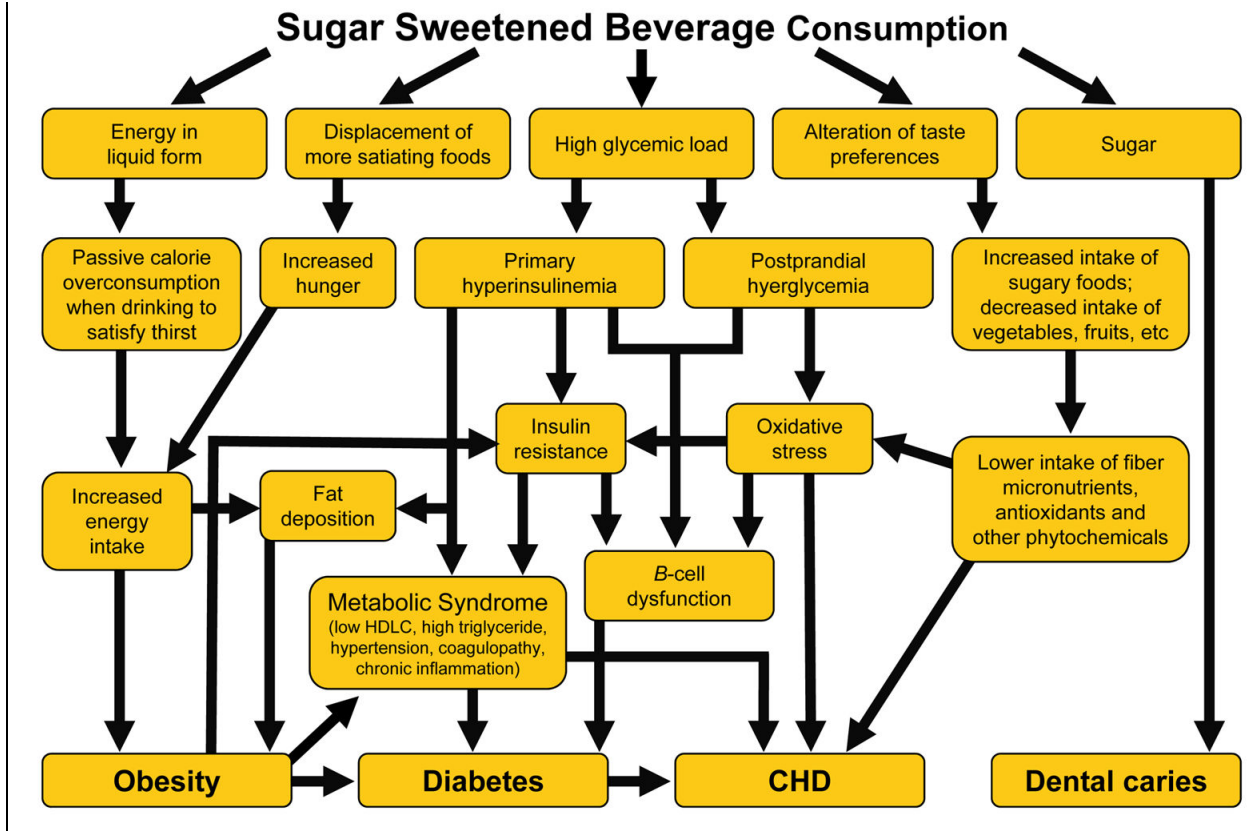 Sugar Sweetened Beverage Consumption
Energy in
liquid form
Displacement of
more satiating foods
High glycemic load
Alteration of taste
preferences
Sugar
Passive calorie
overconsumption
when drinking to
satisfy thirst
Increased
hunger
Primary
hyperinsulinemia
Postprandial
hyerglycemia
Increased intake of
sugary foods;
decreased intake of
vegetables, fruits, etc
Insulin
resistance
Oxidative
stress
Lower intake of fiber
micronutrients,
antioxidants and
other phytochemicals
Increased
energy
intake
Fat
deposition
B-cell
dysfunction
Metabolic Syndrome
(low HDLC, high triglyceride,
hypertension, coagulopathy,
chronic inflammation)
Obesity
Diabetes
CHD
Dental caries